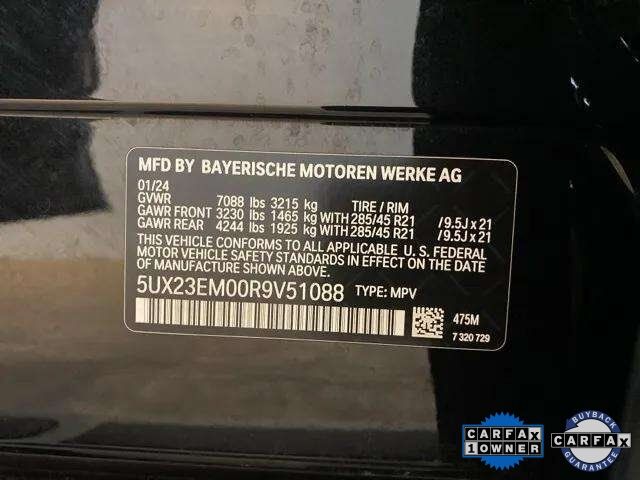 MFD BY BAYERISCHE MOTOREN WERKE AG
01/24
GVWR 7088 lbs 3215 kg TIRE / RIM
GAWR FRONT 3230 lbs 1465 kg WITH 285/45 R21 /9.5J x 21
GAWR REAR 4244 lbs 1925 kg WITH 285/45 R21 /9.5J x 21
THIS VEHICLE CONFORMS TO ALL APPLICABLE U. S. FEDERAL
MOTOR VEHICLE SAFETY STANDARDS IN EFFECT
ON THE DATE OF MANUFACTURE SHOWN ABOVE.
5UX23EM00R9V51088 TYPE: MPV
475M
7 320 729
CARFAX
1 OWNER
BUYBACK
CARFAX
GUARANTEE